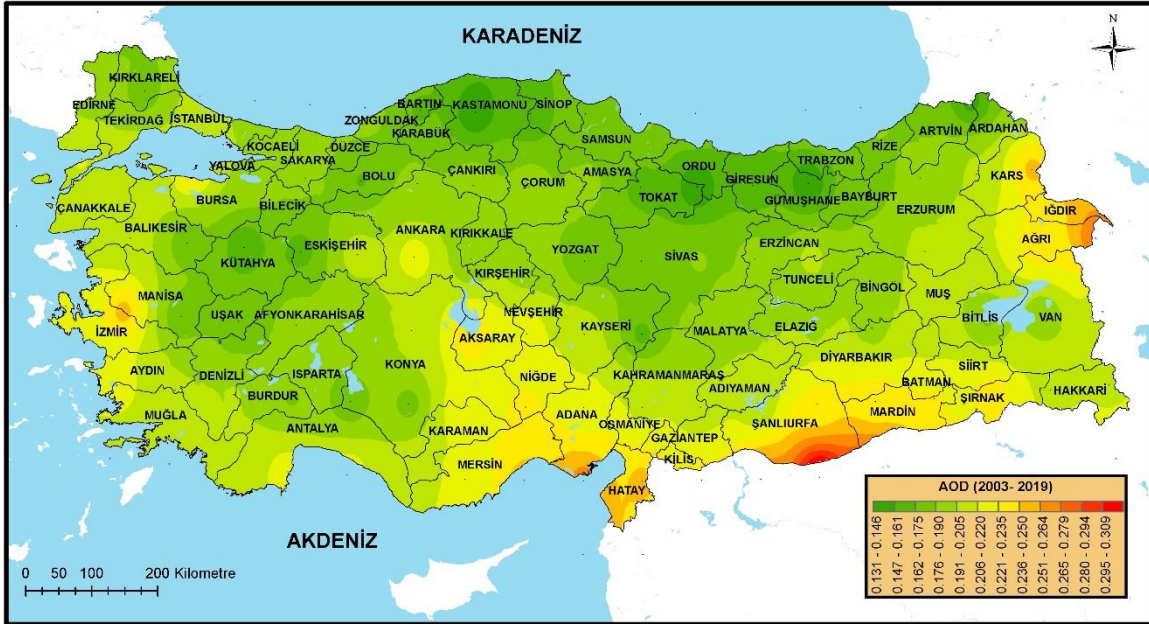 KARADENİZ
N
KIRKLARELİ
EDİRNE
TEKİRDAĞ
İSTANBUL
KOCAELİ
YALOVA
SAKARYA
DÜZCE
ZONGULDAK
BARTIN
KARABÜK
KASTAMONU
SİNOP
SAMSUN
ÇANKIRI
ÇORUM
AMASYA
BOLU
ORDU
TOKAT
GİRESUN
TRABZON
GÜMÜŞHANE
BAYBURT
RİZE
ARTVİN
ARDAHAN
KARS
IĞDIR
AĞRI
ERZURUM
ERZİNCAN
ÇANAKKALE
BALIKESİR
BURSA
BİLECİK
ESKİŞEHİR
ANKARA
KIRIKKALE
KIRŞEHİR
YOZGAT
SİVAS
TUNCELİ
BİNGÖL
MUŞ
BİTLİS
VAN
KÜTAHYA
MANİSA
UŞAK
AFYONKARAHİSAR
İZMİR
AYDIN
DENİZLİ
ISPARTA
BURDUR
MUĞLA
ANTALYA
KONYA
AKSARAY
NEVŞEHİR
NİĞDE
KAYSERİ
MALATYA
ELAZIĞ
DİYARBAKIR
KAHRAMANMARAŞ
ADIYAMAN
BATMAN
SİİRT
ŞIRNAK
HAKKARİ
MARDİN
ŞANLIURFA
KARAMAN
MERSİN
ADANA
OSMANİYE
GAZİANTEP
KİLİS
HATAY
AKDENİZ
0 50 100 200 Kilometre
AOD (2003- 2019)
0.131 - 0.146
0.147 - 0.161
0.162 - 0.175
0.176 - 0.190
0.191 - 0.205
0.206 - 0.220
0.221 - 0.235
0.236 - 0.250
0.251 - 0.264
0.265 - 0.279
0.280 - 0.294
0.295 - 0.309